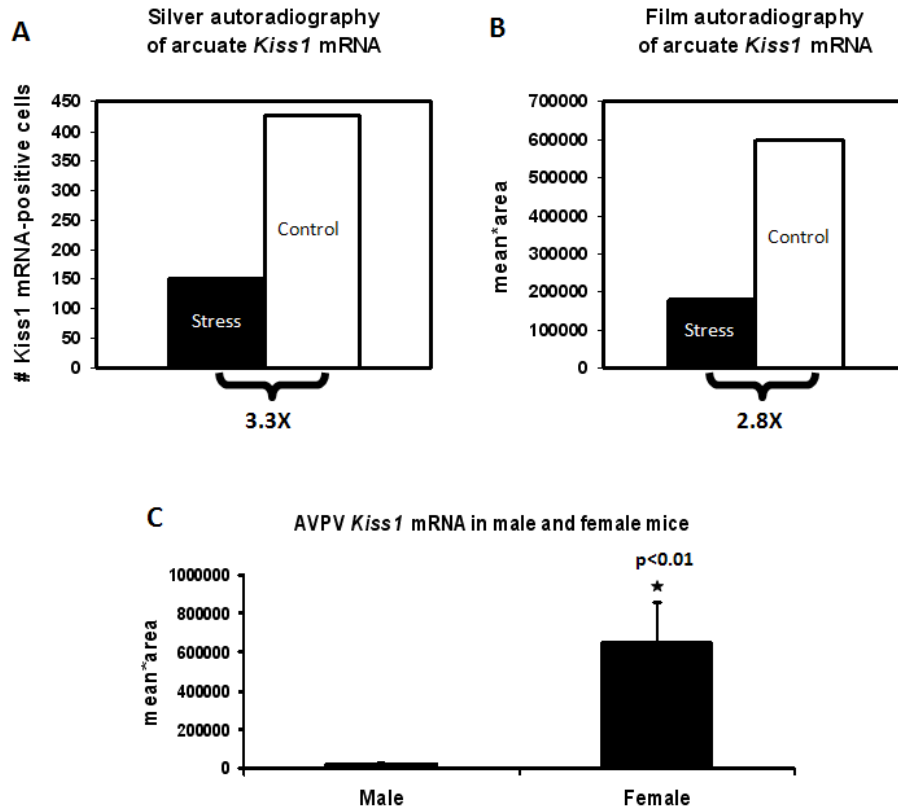 A
Silver autoradiography
of arcuate Kiss1 mRNA
# Kiss1 mRNA-positive cells
450
400
350
300
250
200
150
100
50
0
Stress
Control
3.3X
B
Film autoradiography
of arcuate Kiss1 mRNA
mean*area
700000
600000
500000
400000
300000
200000
100000
0
Stress
Control
2.8X
C
AVPV Kiss1 mRNA in male and female mice
p<0.01
★
mean*area
1000000
800000
600000
400000
200000
0
Male
Female